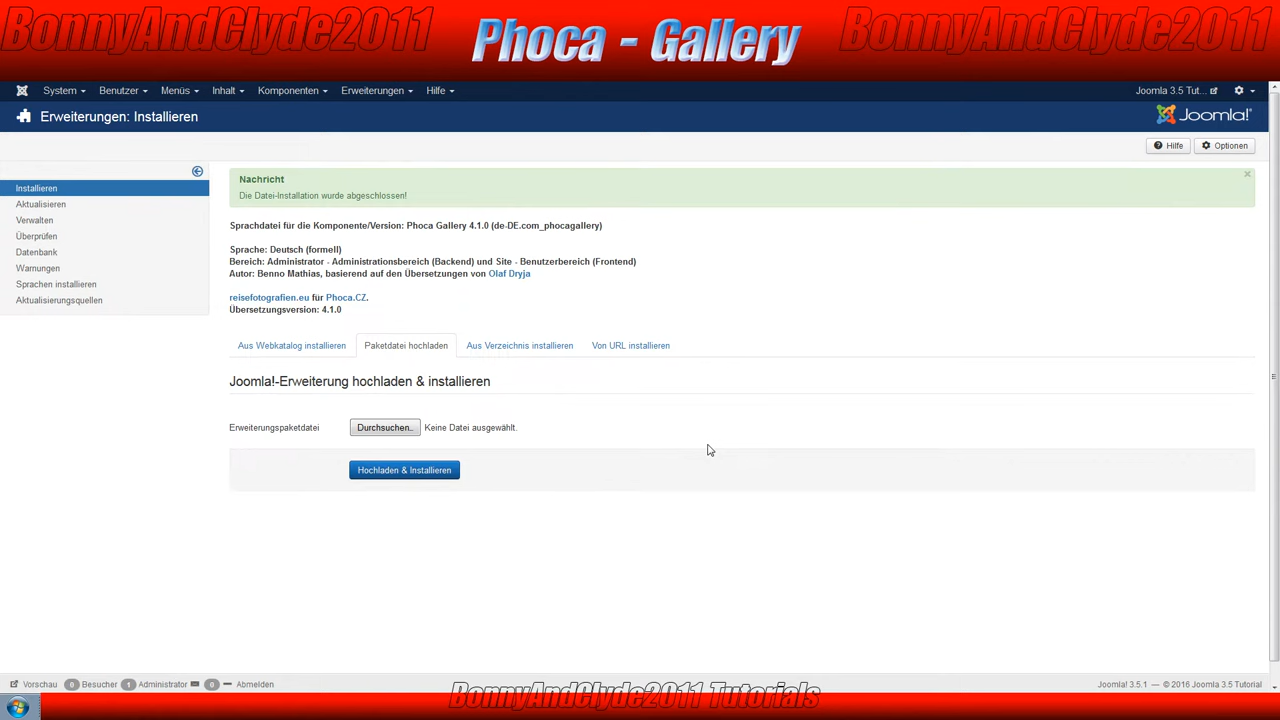 BonnyAndClyde2011 Phoca - Gallery BonnyAndClyde2011
System Benutzer Menüs Inhalt Komponenten Erweiterungen Hilfe Joomla 3.5 Tut...
Erweiterungen: Installieren Joomla!®
Hilfe Optionen
Installieren
Aktualisieren
Verwalten
Überprüfen
Datenbank
Warnungen
Sprachen installieren
Aktualisierungsquellen
Nachricht
Die Datei-Installation wurde abgeschlossen!
Sprachdatei für die Komponente/Version: Phoca Gallery 4.1.0 (de-DE.com_phocagallery)
Sprache: Deutsch (formell)
Bereich: Administrator - Administrationsbereich (Backend) und Site - Benutzerbereich (Frontend)
Autor: Benno Mathias, basierend auf den Übersetzungen von Olaf Dryja
reisefotografien.eu für Phoca.CZ.
Übersetzungsversion: 4.1.0
Aus Webkatalog installieren Paketdatei hochladen Aus Verzeichnis installieren Von URL installieren
Joomla!-Erweiterung hochladen & installieren
Erweiterungspaketdatei Durchsuchen.. Keine Datei ausgewählt.
Hochladen & Installieren
Vorschau 0 Besucher 1 Administrator 0 Abmelden Joomla! 3.5.1 — © 2016 Joomla 3.5 Tutorial
BonnyAndClyde2011 Tutorials